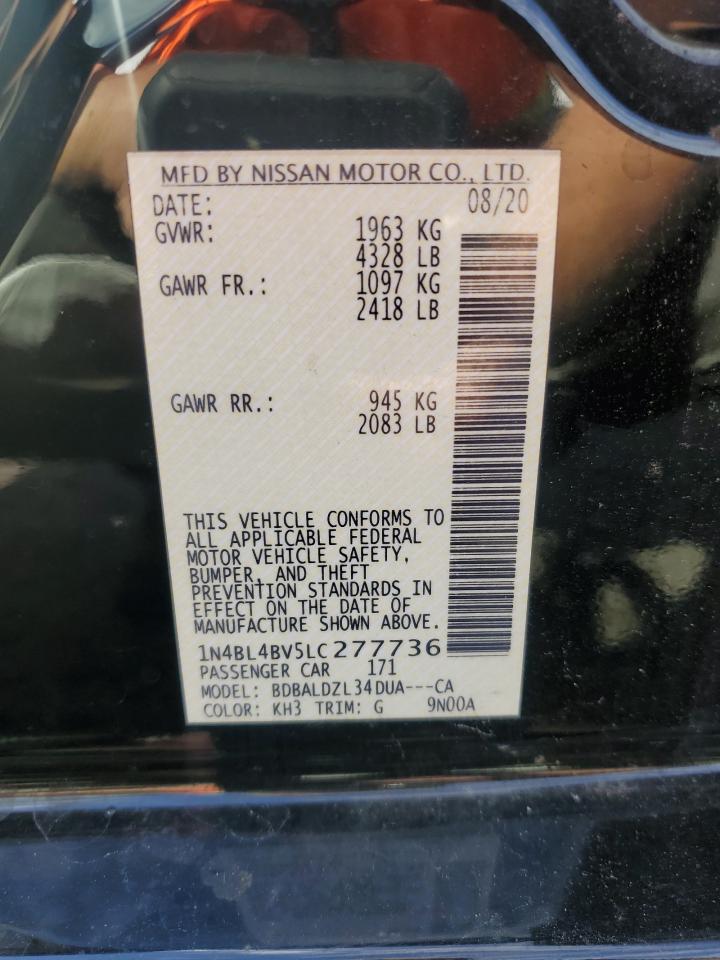 MFD BY NISSAN MOTOR CO., LTD.
DATE: 08/20
GVWR: 1963 KG
4328 LB
GAWR FR.: 1097 KG
2418 LB
GAWR RR.: 945 KG
2083 LB
THIS VEHICLE CONFORMS TO
ALL APPLICABLE FEDERAL
MOTOR VEHICLE SAFETY,
BUMPER, AND THEFT
PREVENTION STANDARDS IN
EFFECT ON THE DATE OF
MANUFACTURE SHOWN ABOVE.
1N4BL4BV5LC277736
PASSENGER CAR 171
MODEL: BDBALDZL34DUA---CA
COLOR: KH3 TRIM: G 9N00A